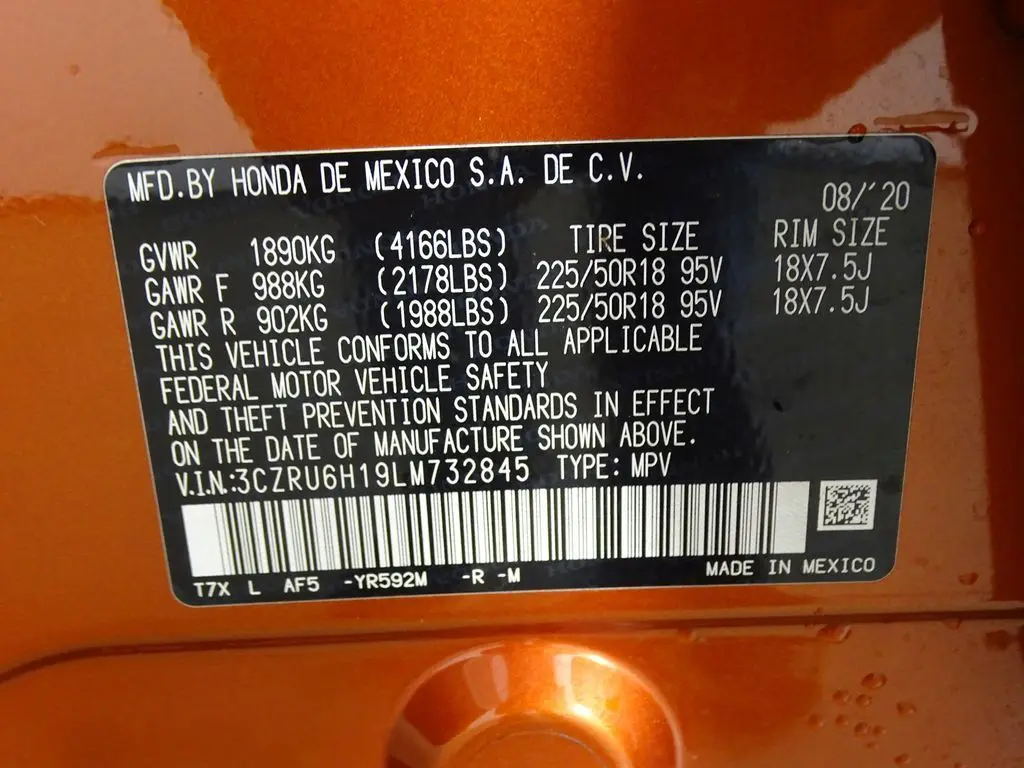 MFD.BY HONDA DE MEXICO S.A. DE C.V.
08/'20
GVWR 1890KG (4166LBS) TIRE SIZE RIM SIZE
GAWR F 988KG (2178LBS) 225/50R18 95V 18X7.5J
GAWR R 902KG (1988LBS) 225/50R18 95V 18X7.5J
THIS VEHICLE CONFORMS TO ALL APPLICABLE
FEDERAL MOTOR VEHICLE SAFETY
AND THEFT PREVENTION STANDARDS IN EFFECT
ON THE DATE OF MANUFACTURE SHOWN ABOVE.
V.I.N.:3CZRU6H19LM732845 TYPE: MPV
T7X L AF5 -YR592M -R -M MADE IN MEXICO